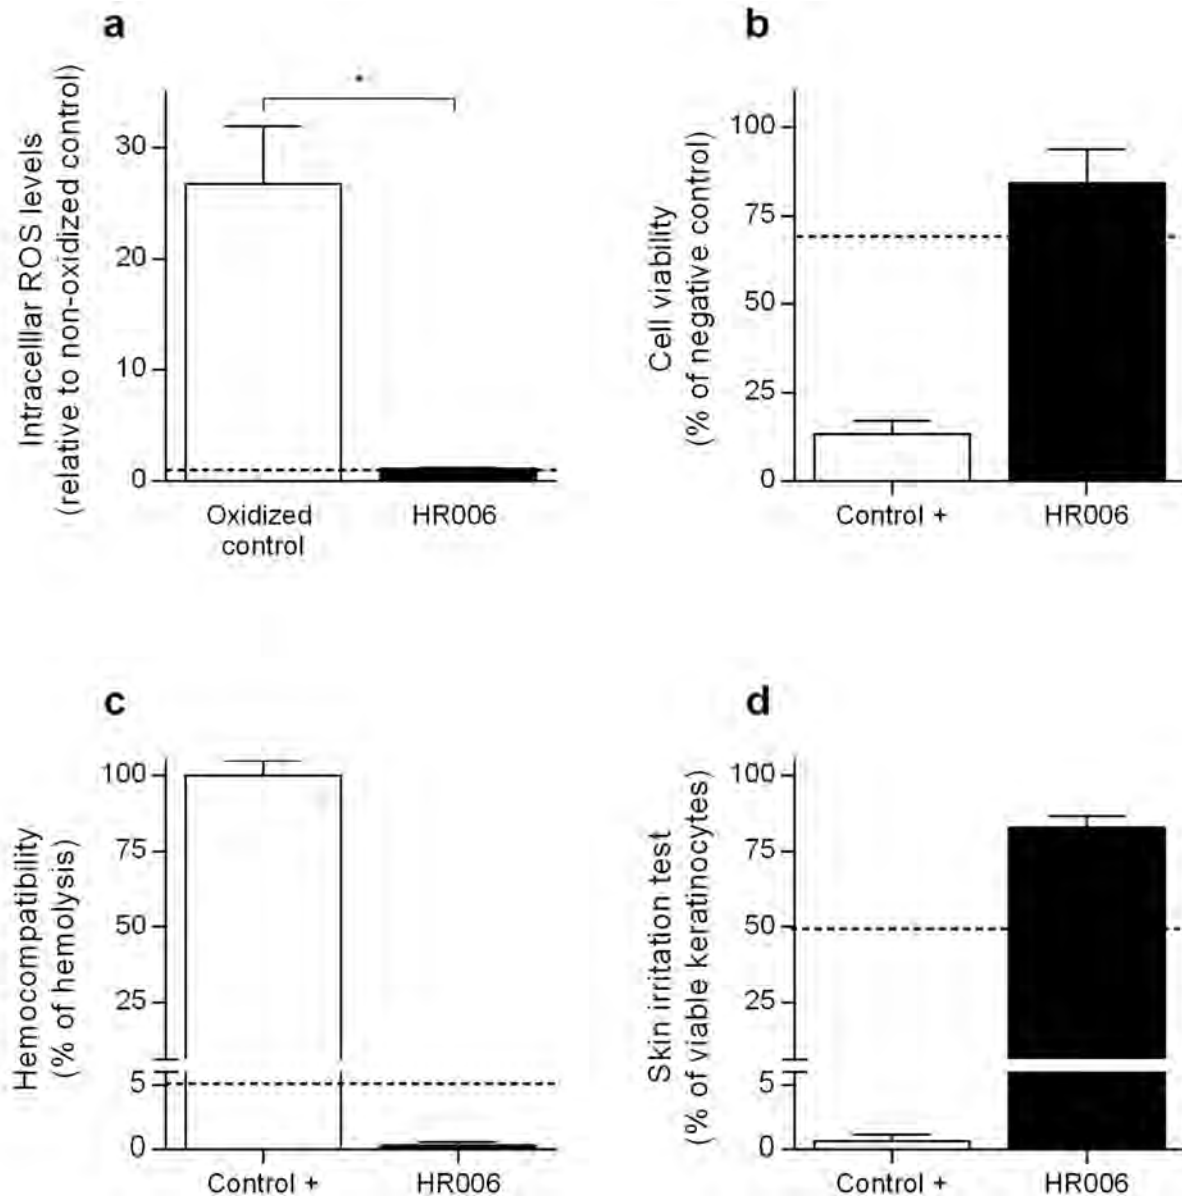 a
Intracelllar ROS levels
(relative to non-oxidized control)
30
20
10
0
*
Oxidized
control
HR006
b
Cell viability
(% of negative control)
100
75
50
25
0
Control +
HR006
c
Hemocompatibility
(% of hemolysis)
100
75
50
25
5
0
Control +
HR006
d
Skin irritation test
(% of viable keratinocytes)
100
75
50
25
5
0
Control +
HR006